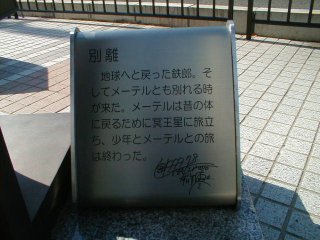 別離
地球へと戻った鉄郎。そ
してメーテルとも別れる時
が来た。メーテルは昔の体
に戻るために冥王星に旅立
ち、少年とメーテルとの旅
は終わった。